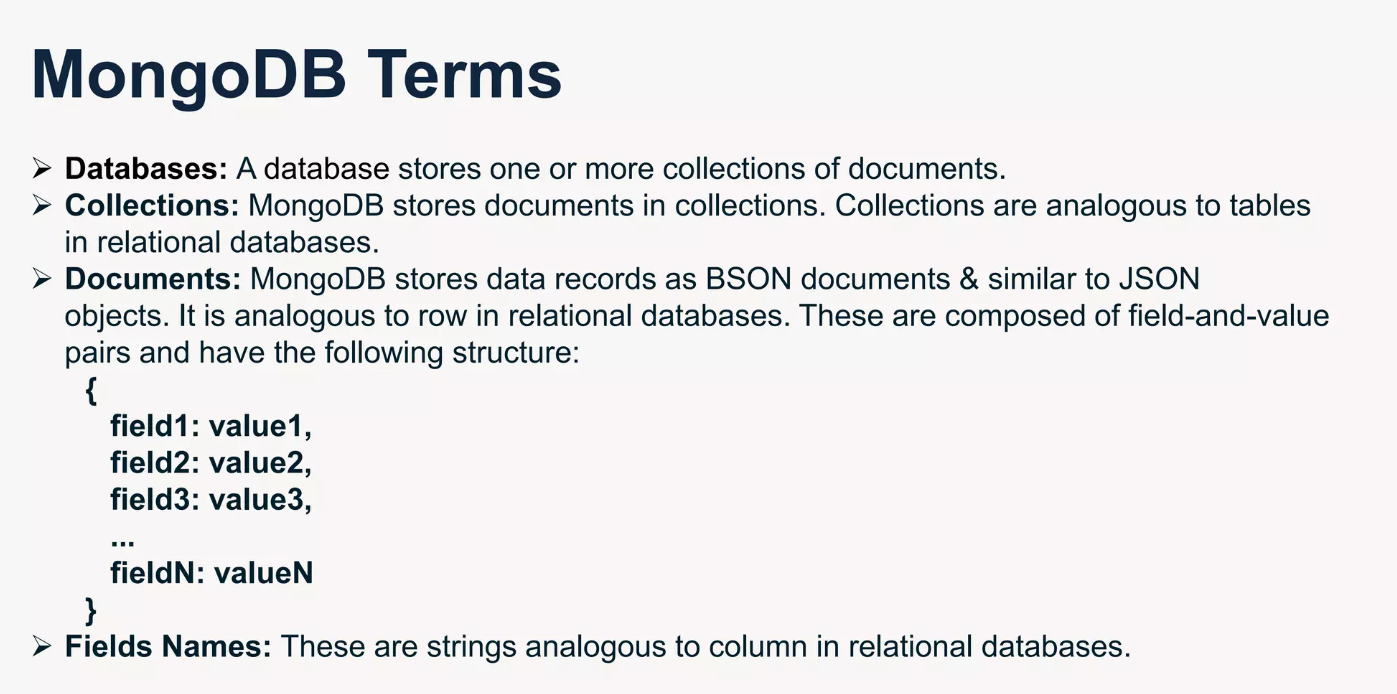 MongoDB Terms
➢ Databases: A database stores one or more collections of documents.
➢ Collections: MongoDB stores documents in collections. Collections are analogous to tables
in relational databases.
➢ Documents: MongoDB stores data records as BSON documents & similar to JSON
objects. It is analogous to row in relational databases. These are composed of field-and-value
pairs and have the following structure:
{
field1: value1,
field2: value2,
field3: value3,
...
fieldN: valueN
}
➢ Fields Names: These are strings analogous to column in relational databases.